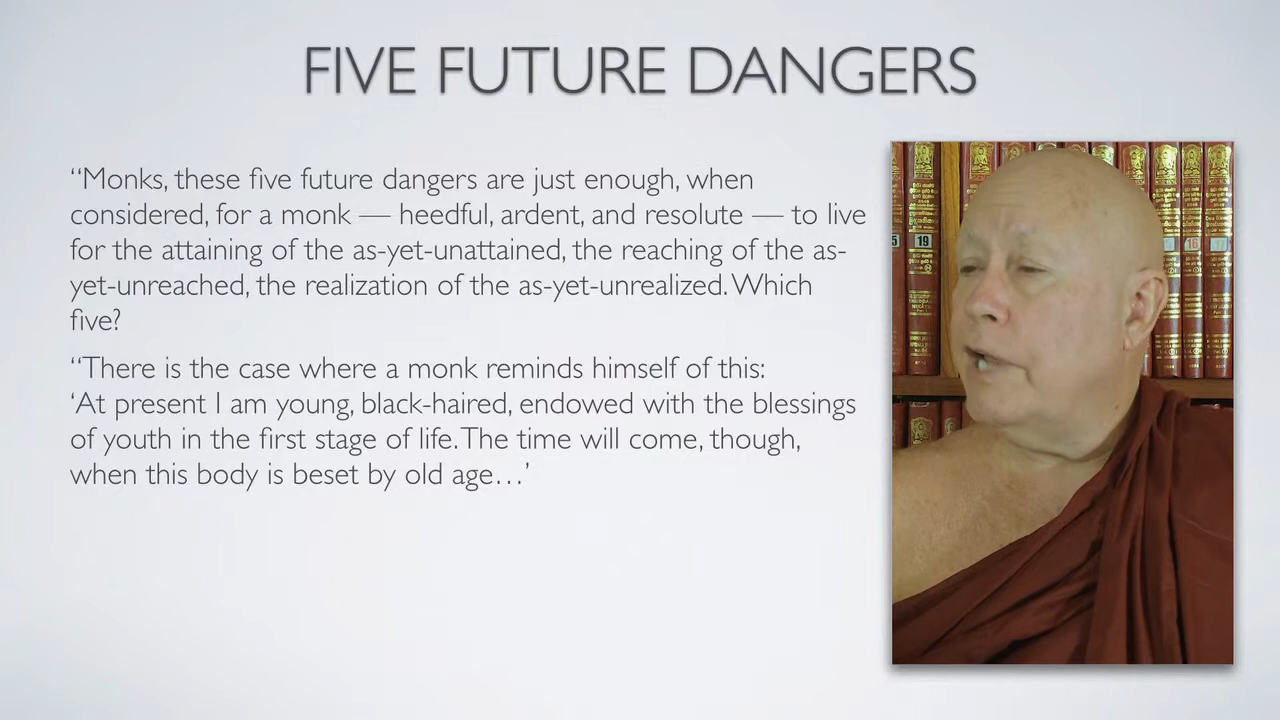 FIVE FUTURE DANGERS
“Monks, these five future dangers are just enough, when
considered, for a monk — heedful, ardent, and resolute — to live
for the attaining of the as-yet-unattained, the reaching of the as-
yet-unreached, the realization of the as-yet-unrealized. Which
five?
“There is the case where a monk reminds himself of this:
‘At present I am young, black-haired, endowed with the blessings
of youth in the first stage of life. The time will come, though,
when this body is beset by old age…’
19
16